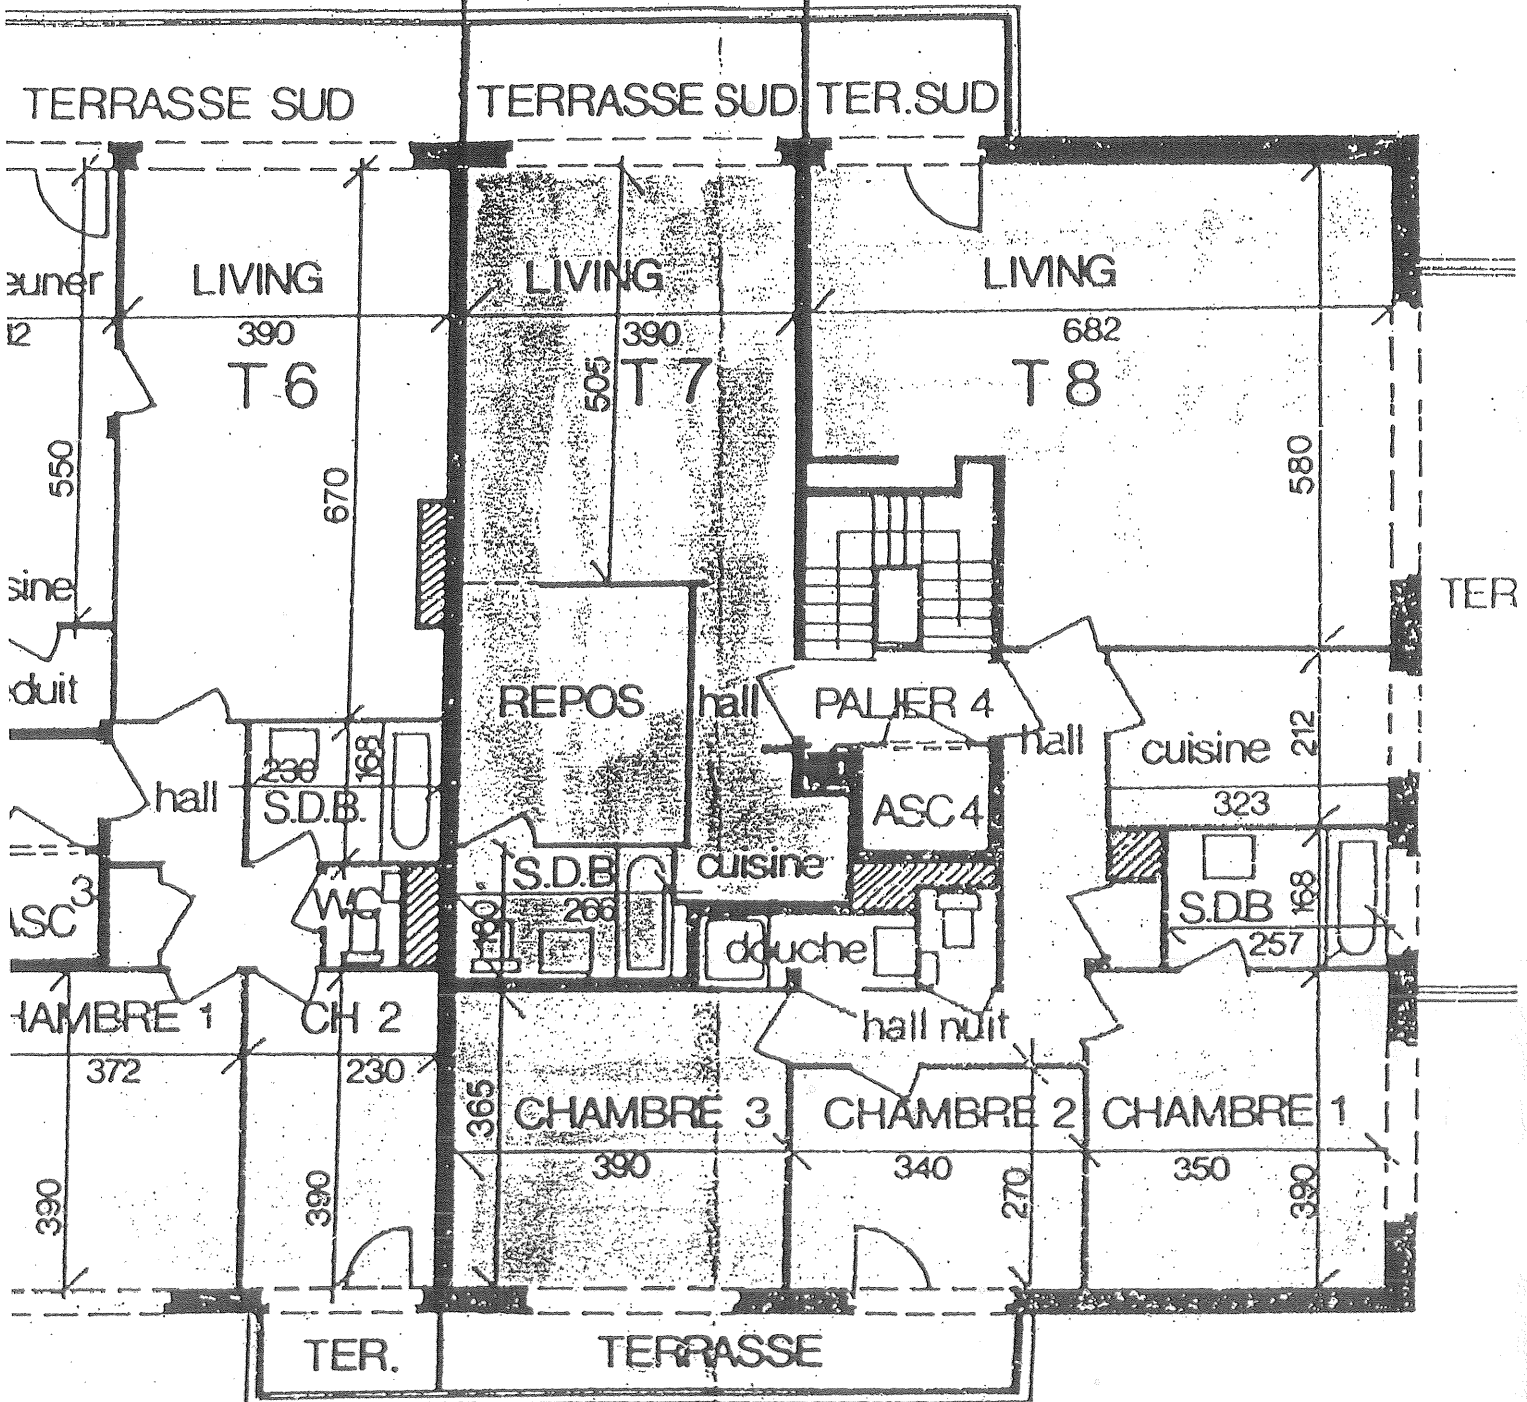 TERRASSE SUD
TERRASSE SUD
TER.SUD
euner
LIVING
LIVING
LIVING
390
390
682
T 6
T 7
T 8
505
550
670
580
sine
TER
duit
REPOS
hall
PALIER 4
hall
cuisine
212
230
168
hall
S.D.B.
323
ASC 4
ASC 3
WC
S.D.B
cuisine
266
160
douche
S.D.B
168
257
HAMBRE 1
CH 2
hall nuit
372
230
365
CHAMBRE 3
CHAMBRE 2
CHAMBRE 1
390
340
350
390
390
270
390
TER.
TERRASSE